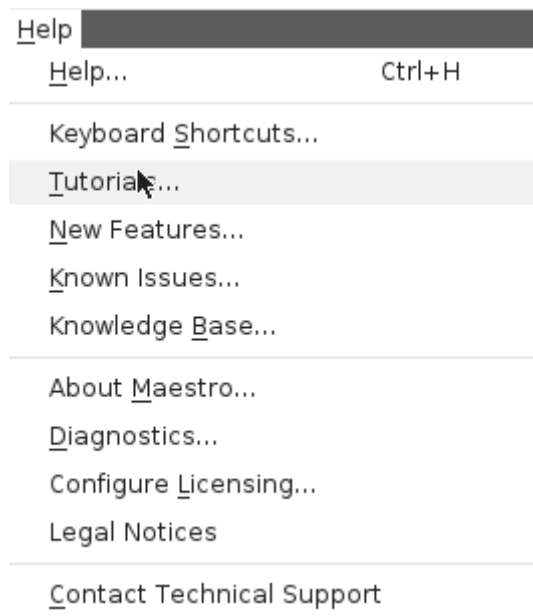 Help
Help... Ctrl+H
Keyboard Shortcuts...
Tutorials...
New Features...
Known Issues...
Knowledge Base...
About Maestro...
Diagnostics...
Configure Licensing...
Legal Notices
Contact Technical Support